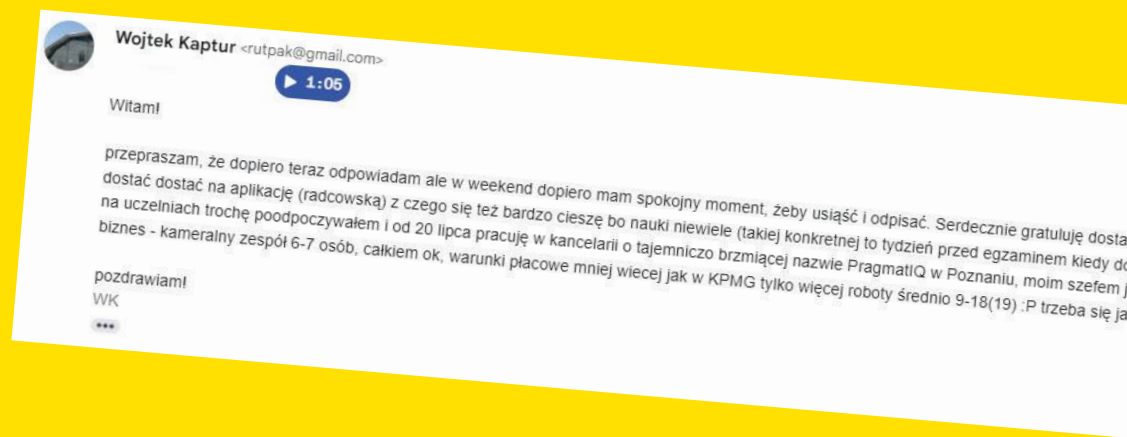 Wojtek Kaptur <rutpak@gmail.com>
1:05
Witam!
przepraszam, że dopiero teraz odpowiadam ale w weekend dopiero mam spokojny moment, żeby usiąść i odpisać. Serdecznie gratuluję dosta
dostać dostać na aplikację (radcowską) z czego się też bardzo cieszę bo nauki niewiele (takiej konkretnej to tydzień przed egzaminem kiedy do
na uczelniach trochę poodpoczywałem i od 20 lipca pracuję w kancelarii o tajemniczo brzmiącej nazwie PragmatIQ w Poznaniu, moim szefem j
biznes - kameralny zespół 6-7 osób, całkiem ok, warunki płacowe mniej wiecej jak w KPMG tylko więcej roboty średnio 9-18(19) :P trzeba się ja
pozdrawiam!
WK